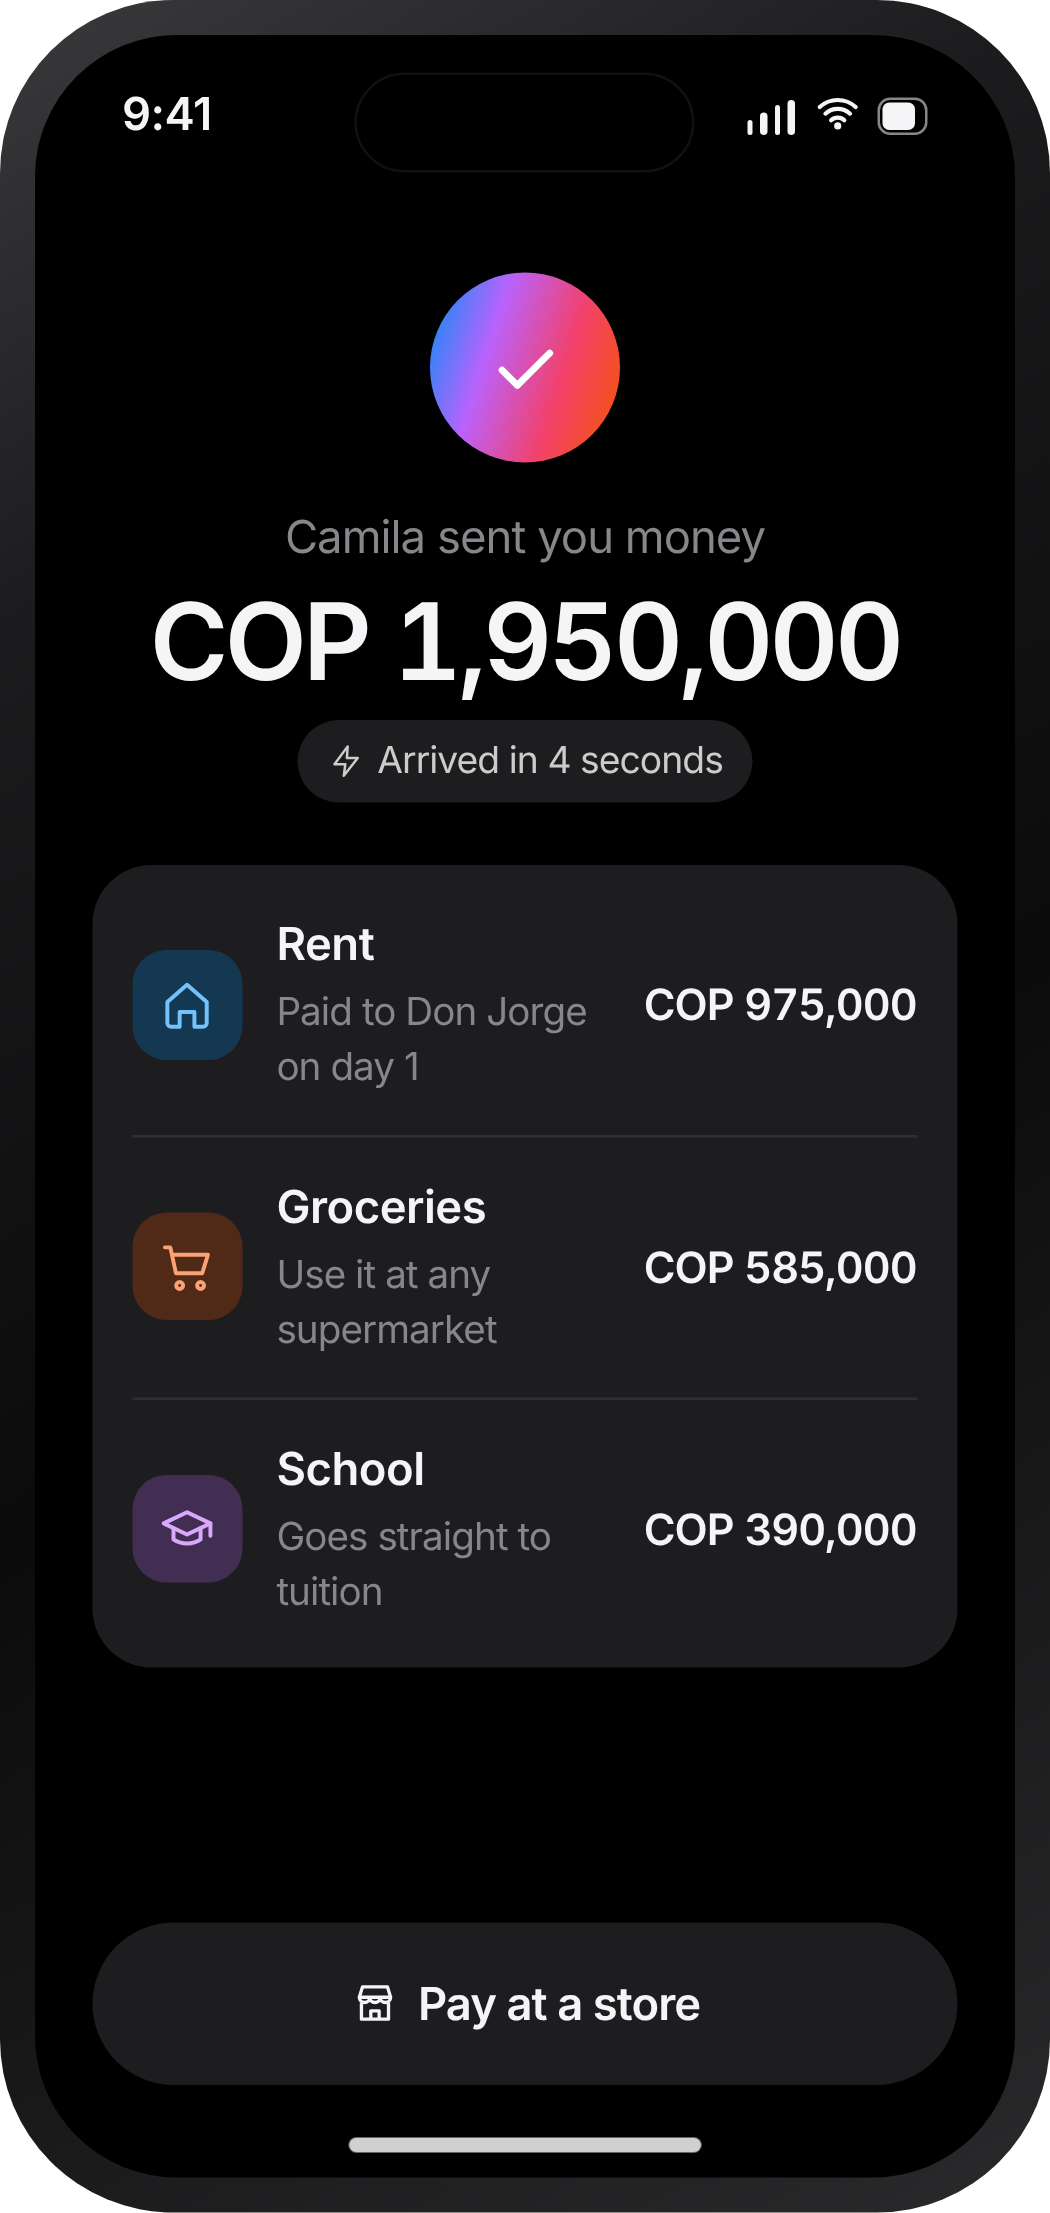 9:41
Camila sent you money
COP 1,950,000
Arrived in 4 seconds
Rent
Paid to Don Jorge
on day 1
COP 975,000
Groceries
Use it at any
supermarket
COP 585,000
School
Goes straight to
tuition
COP 390,000
Pay at a store